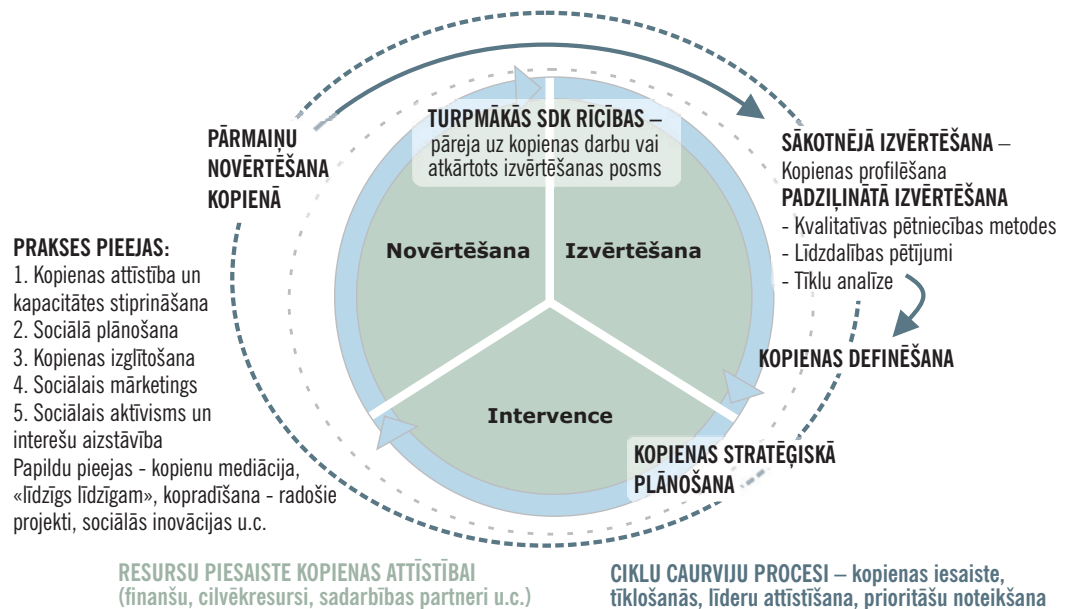 TURPMĀKĀS SDK RĪCĪBAS –
pāreja uz kopienas darbu vai
atkārtots izvērtēšanas posms
PĀRMAIŅU
NOVĒRTĒŠANA
KOPIENĀ
SĀKOTNĒJĀ IZVĒRTĒŠANA –
Kopienas profilēšana
PADZIĻINĀTĀ IZVĒRTĒŠANA
- Kvalitatīvas pētniecības metodes
- Līdzdalības pētījumi
- Tīklu analīze
KOPIENAS DEFINĒŠANA
Novērtēšana
Izvērtēšana
Intervence
KOPIENAS STRATĒĢISKĀ
PLĀNOŠANA
PRAKSES PIEEJAS:
1. Kopienas attīstība un
kapacitātes stiprināšana
2. Sociālā plānošana
3. Kopienas izglītošana
4. Sociālais mārketings
5. Sociālais aktīvisms un
interešu aizstāvība
Papildu pieejas - kopienu mediācija,
«līdzīgs līdzīgam», kopradīšana - radošie
projekti, sociālās inovācijas u.c.
RESURSU PIESAISTE KOPIENAS ATTĪSTĪBAI
(finanšu, cilvēkresursi, sadarbības partneri u.c.)
CIKLU CAURVIJU PROCESI – kopienas iesaiste,
tīklošanās, līderu attīstīšana, prioritāšu noteikšana